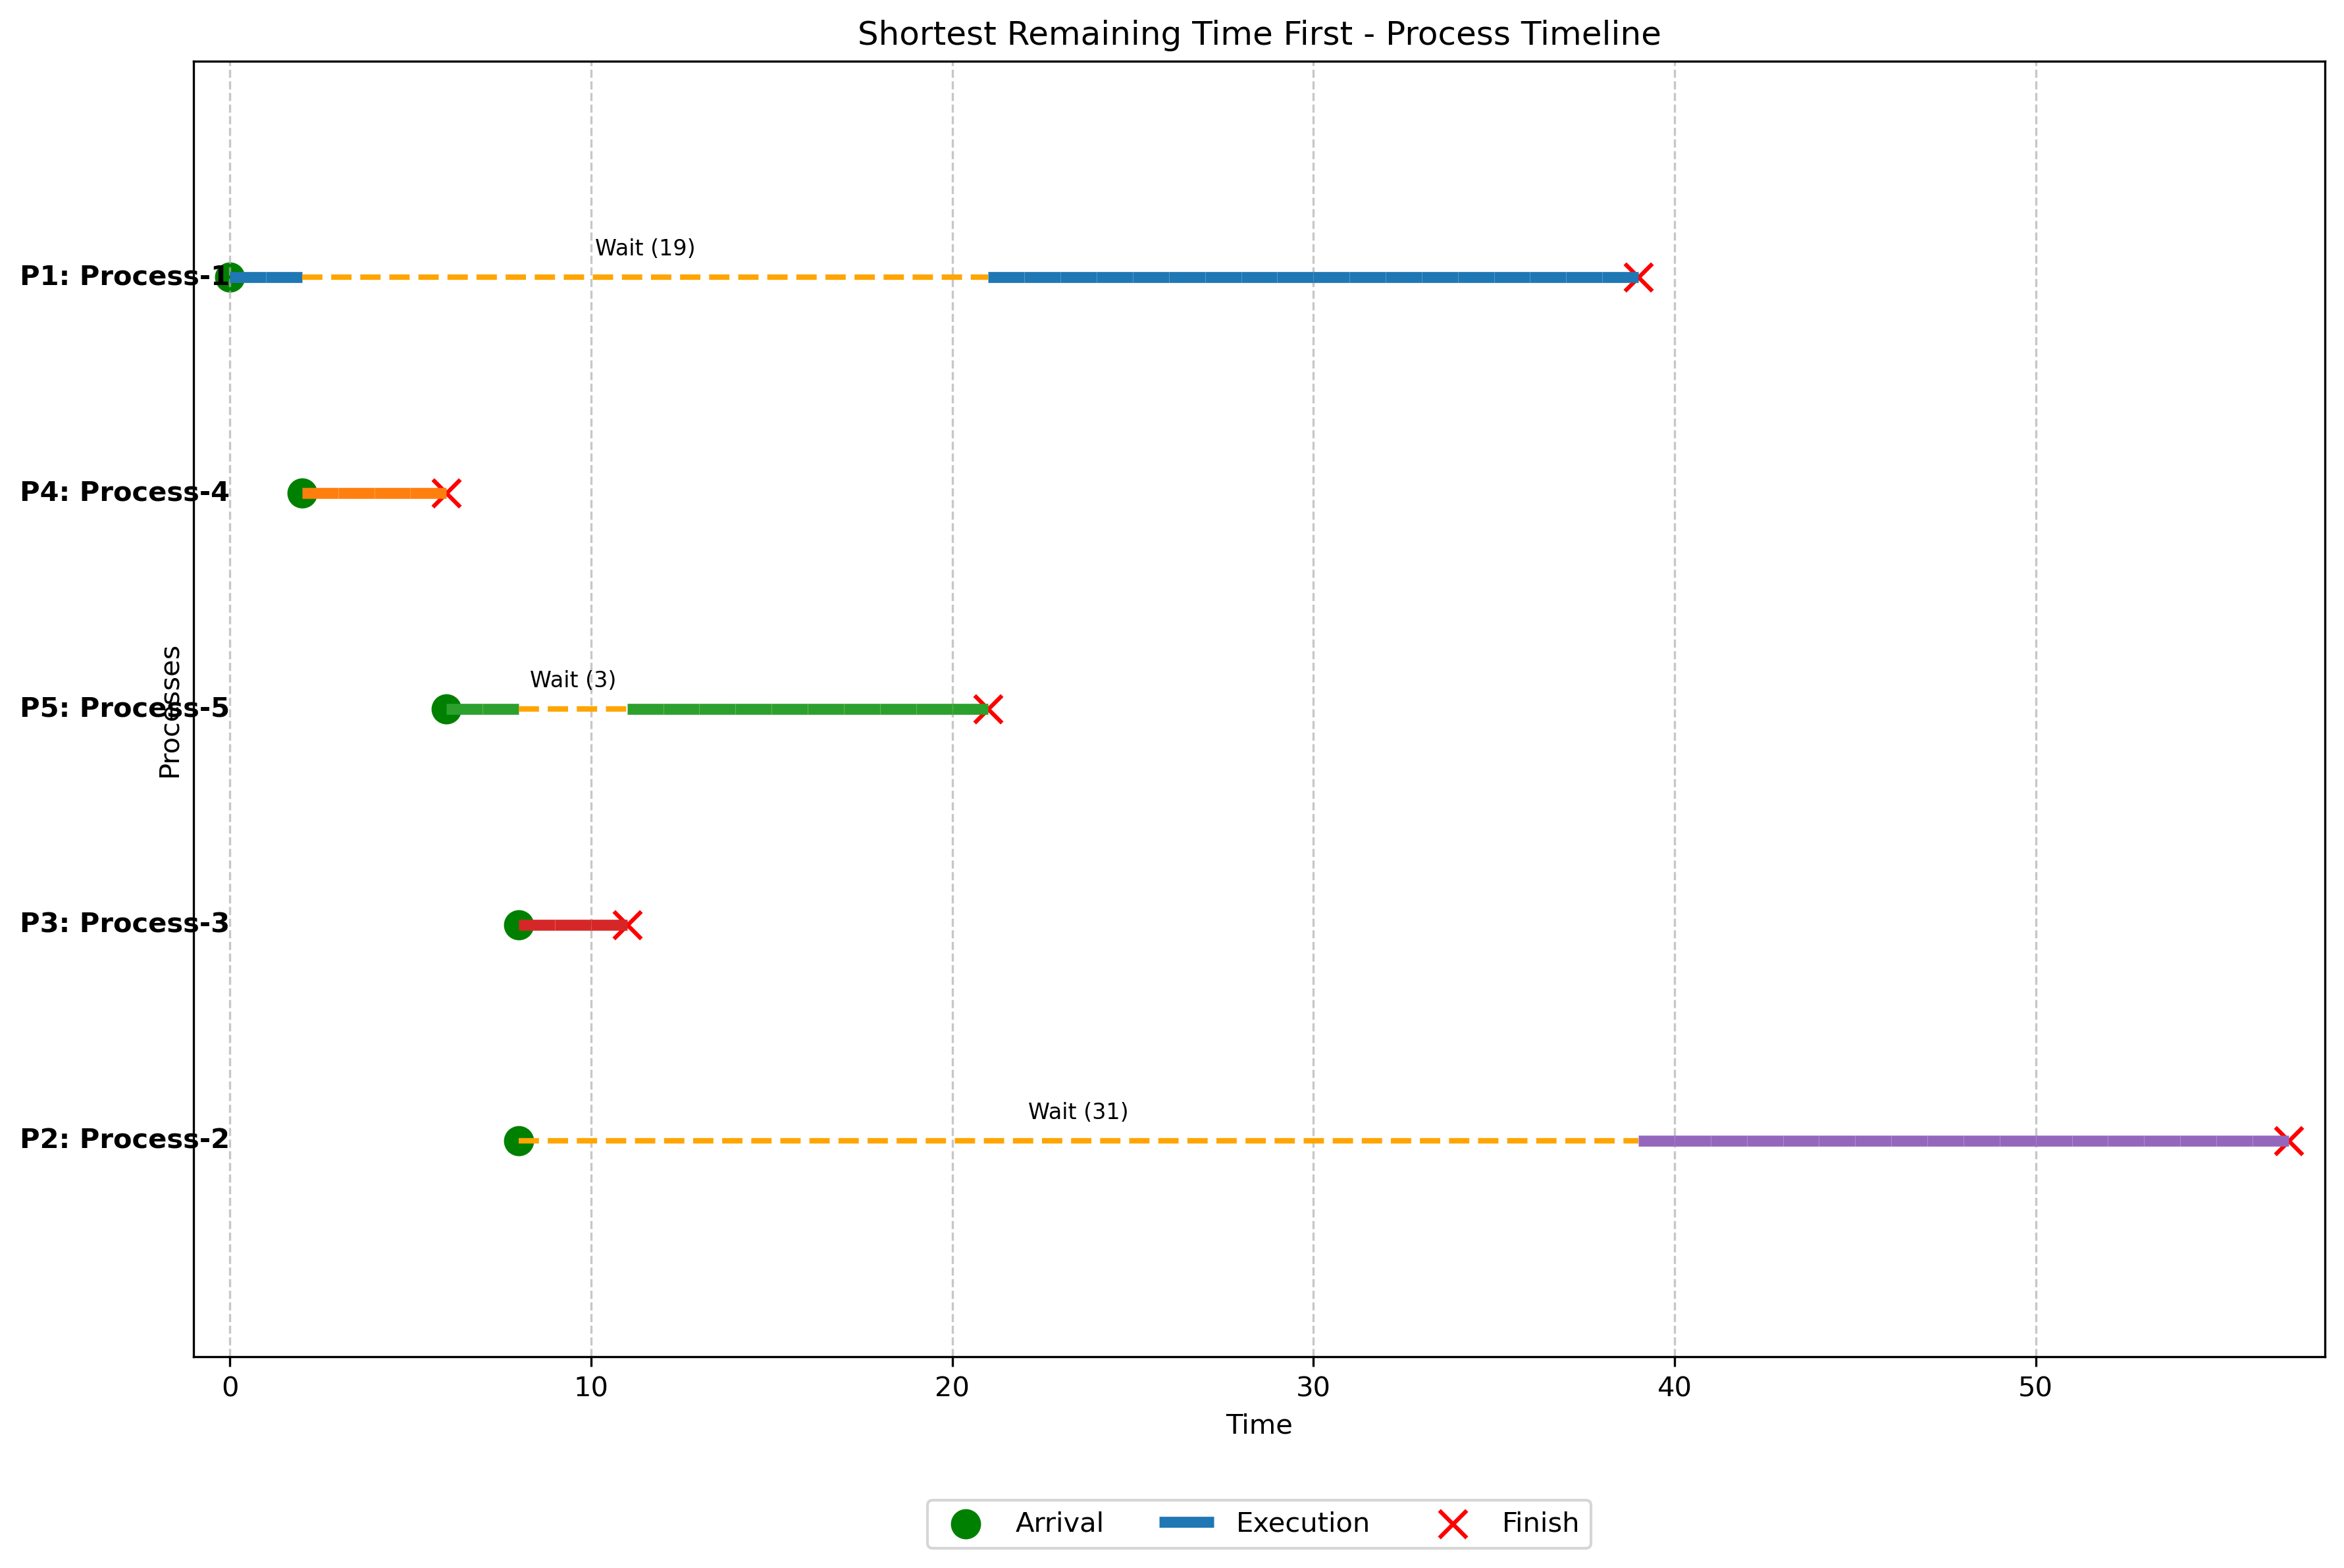 Shortest Remaining Time First - Process Timeline
Wait (19)
P1: Process-1
P4: Process-4
Wait (3)
P5: Process-5
Processes
P3: Process-3
Wait (31)
P2: Process-2
0 10 20 30 40 50
Time
Arrival Execution Finish